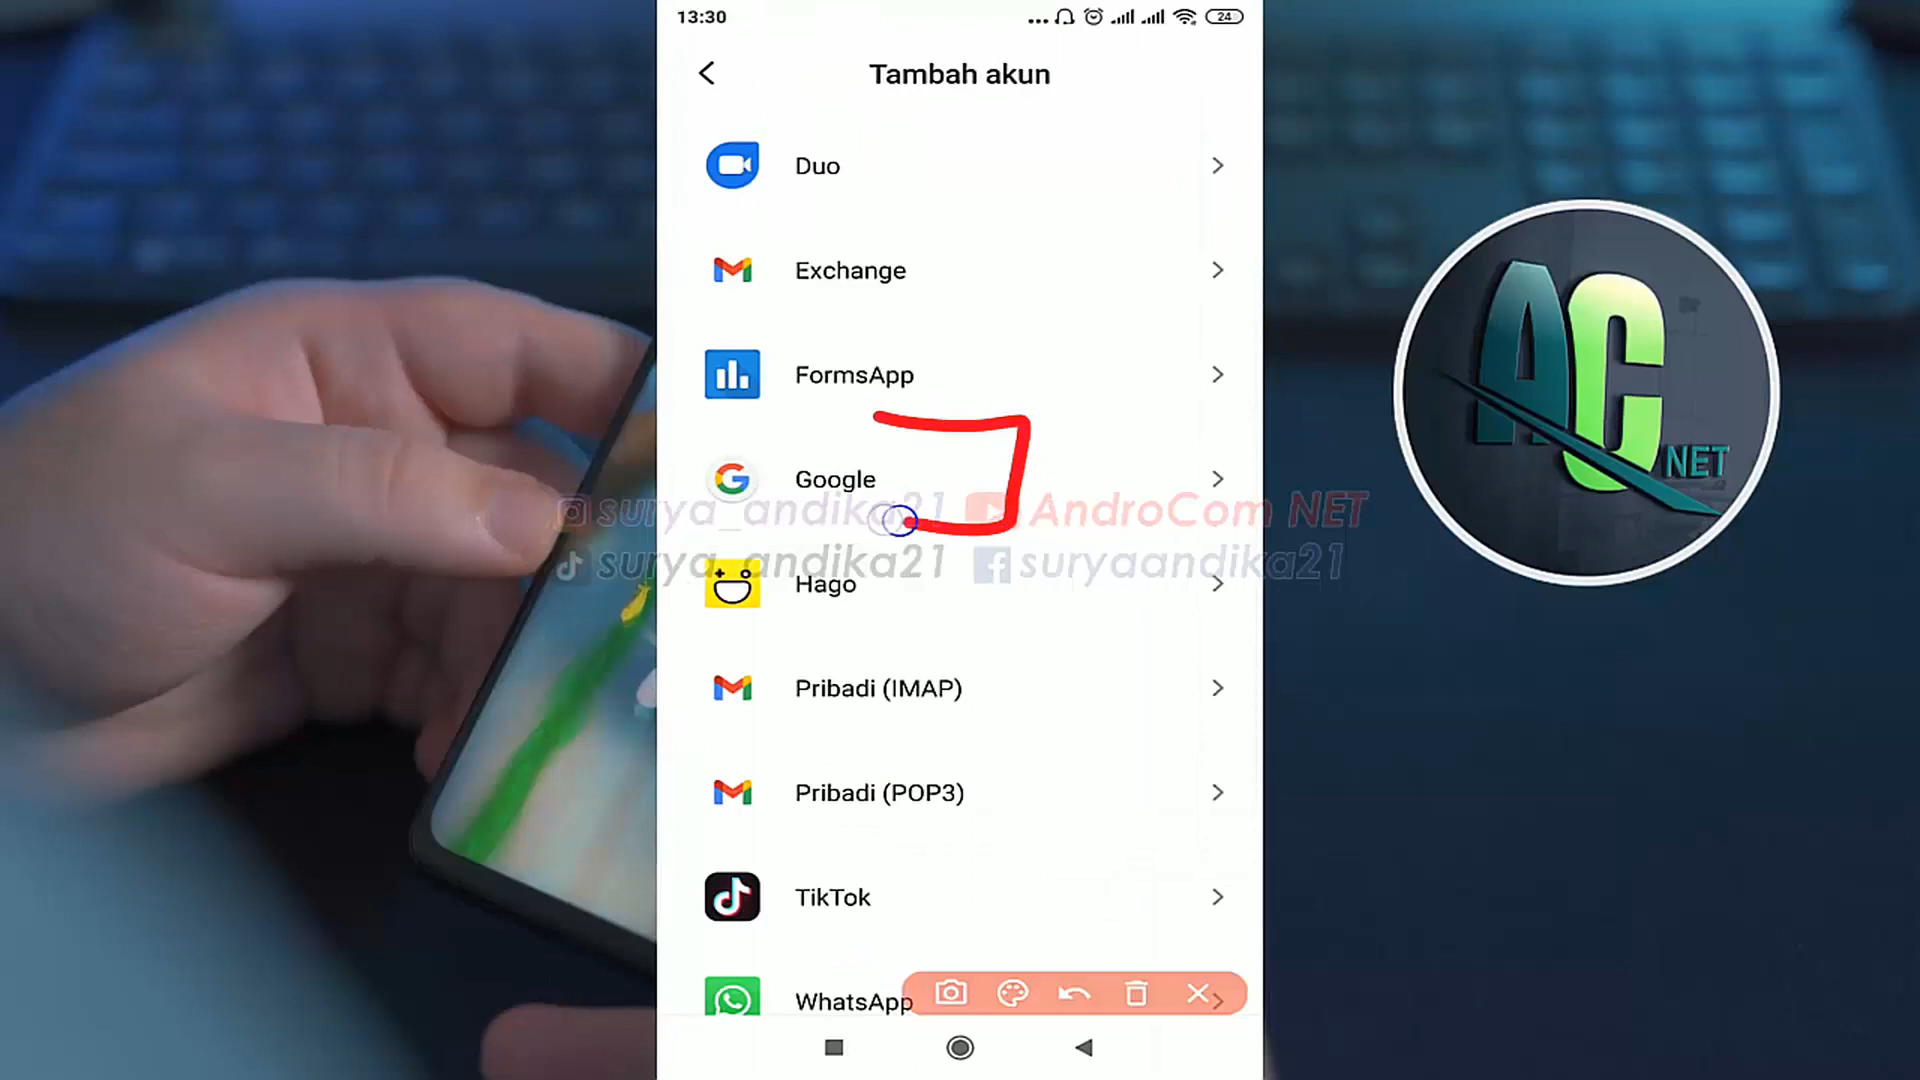 13:30
24
Tambah akun
Duo
Exchange
FormsApp
Google
surya_andika21 AndroCom NET
surya_andika21 suryaandika21
Hago
Pribadi (IMAP)
Pribadi (POP3)
TikTok
WhatsApp
AC
NET